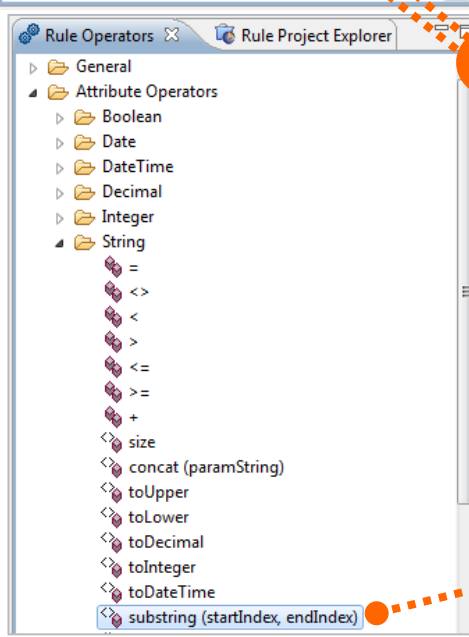 Rule Operators Rule Project Explorer
General
Attribute Operators
Boolean
Date
DateTime
Decimal
Integer
String
=
<>
<
>
<=
>=
+
size
concat (paramString)
toUpper
toLower
toDecimal
toInteger
toDateTime
substring (startIndex, endIndex)